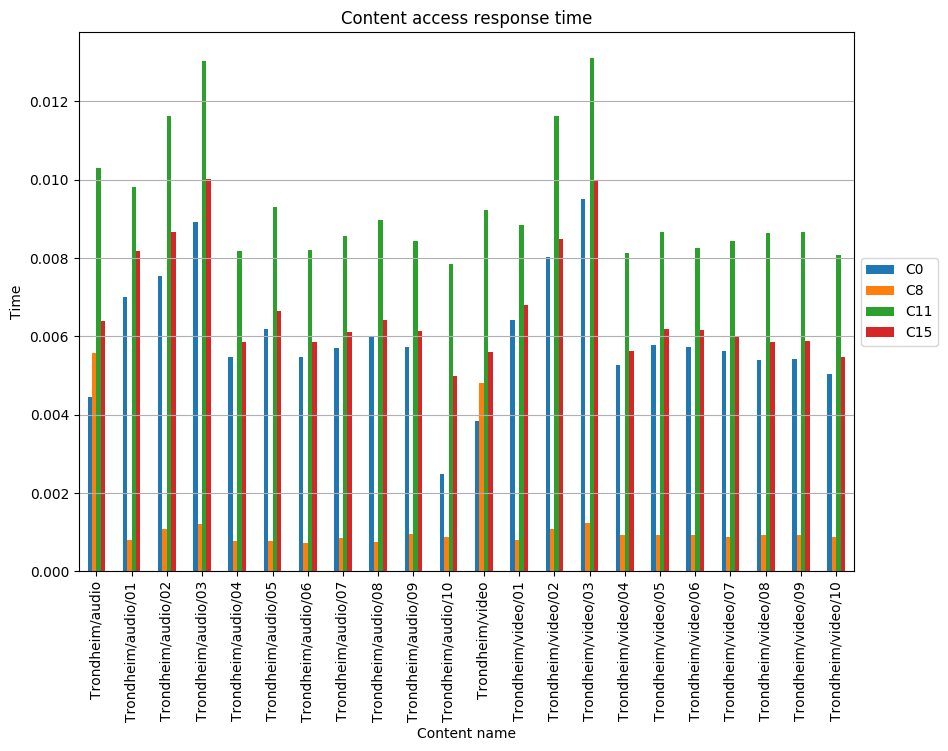 Content access response time
Time
0.012
0.010
0.008
0.006
0.004
0.002
0.000
C0
C8
C11
C15
Trondheim/audio
Trondheim/audio/01
Trondheim/audio/02
Trondheim/audio/03
Trondheim/audio/04
Trondheim/audio/05
Trondheim/audio/06
Trondheim/audio/07
Trondheim/audio/08
Trondheim/audio/09
Trondheim/audio/10
Trondheim/video
Trondheim/video/01
Trondheim/video/02
Trondheim/video/03
Trondheim/video/04
Trondheim/video/05
Trondheim/video/06
Trondheim/video/07
Trondheim/video/08
Trondheim/video/09
Trondheim/video/10
Content name